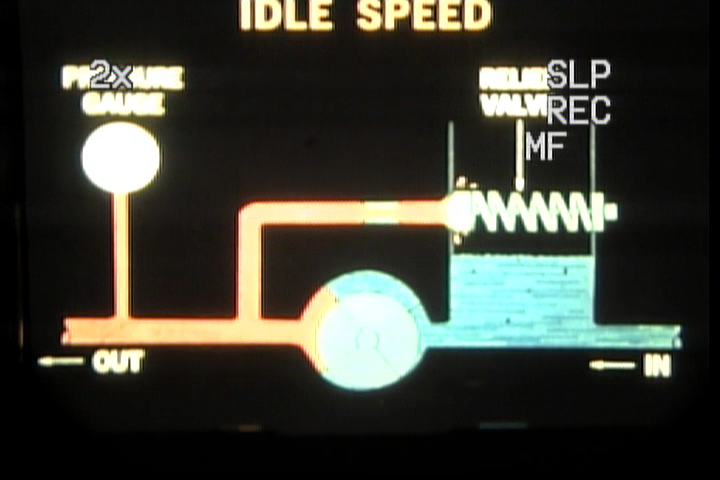 IDLE SPEED
2x
GAUGE
SLP
REC
MF
OUT
IN